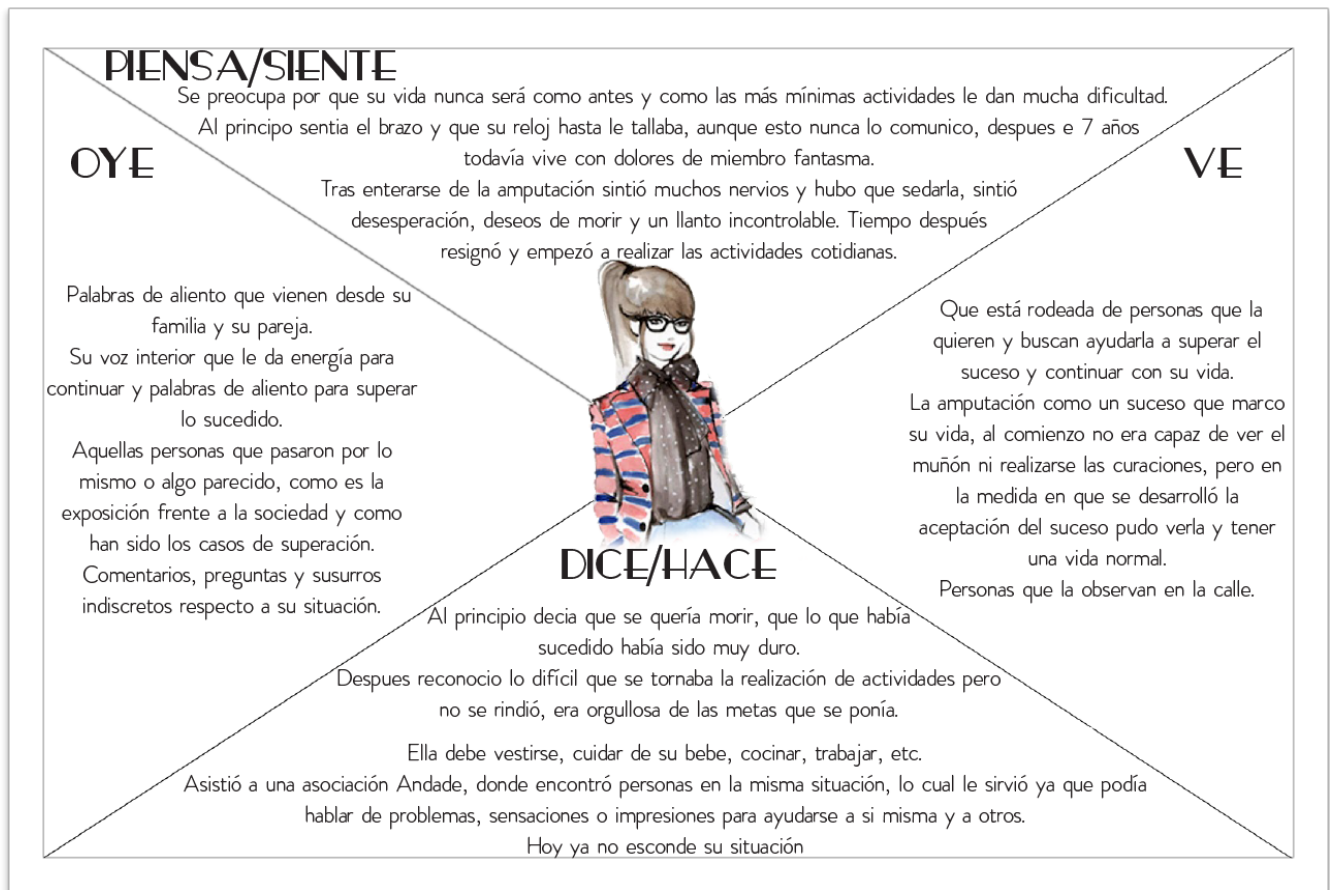 PIENSA/SIENTE
Se preocupa por que su vida nunca será como antes y como las más mínimas actividades le dan mucha dificultad.
Al principo sentia el brazo y que su reloj hasta le tallaba, aunque esto nunca lo comunico, despues e 7 años
todavía vive con dolores de miembro fantasma.
Tras enterarse de la amputación sintió muchos nervios y hubo que sedarla, sintió
desesperación, deseos de morir y un llanto incontrolable. Tiempo después
resignó y empezó a realizar las actividades cotidianas.
OYE
Palabras de aliento que vienen desde su
familia y su pareja.
Su voz interior que le da energía para
continuar y palabras de aliento para superar
lo sucedido.
Aquellas personas que pasaron por lo
mismo o algo parecido, como es la
exposición frente a la sociedad y como
han sido los casos de superación.
Comentarios, preguntas y susurros
indiscretos respecto a su situación.
VE
Que está rodeada de personas que la
quieren y buscan ayudarla a superar el
suceso y continuar con su vida.
La amputación como un suceso que marco
su vida, al comienzo no era capaz de ver el
muñón ni realizarse las curaciones, pero en
la medida en que se desarrolló la
aceptación del suceso pudo verla y tener
una vida normal.
Personas que la observan en la calle.
DICE/HACE
Al principio decia que se quería morir, que lo que había
sucedido había sido muy duro.
Despues reconocio lo difícil que se tornaba la realización de actividades pero
no se rindió, era orgullosa de las metas que se ponía.
Ella debe vestirse, cuidar de su bebe, cocinar, trabajar, etc.
Asistió a una asociación Andade, donde encontró personas en la misma situación, lo cual le sirvió ya que podía
hablar de problemas, sensaciones o impresiones para ayudarse a si misma y a otros.
Hoy ya no esconde su situación